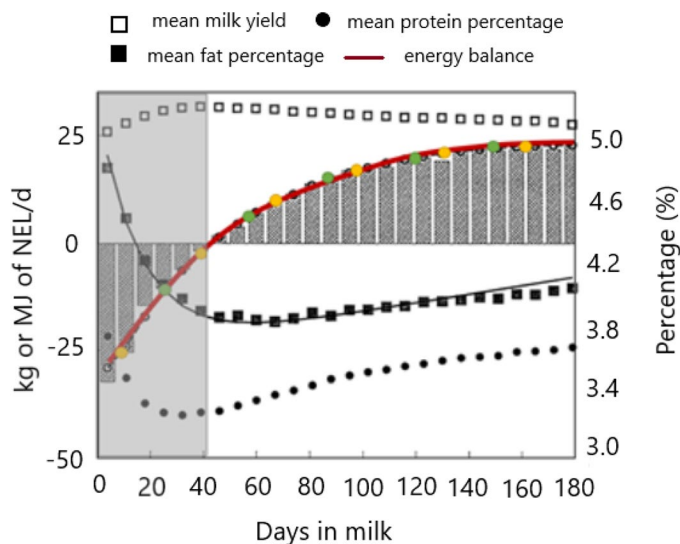 mean milk yield
mean protein percentage
mean fat percentage
energy balance
kg or MJ of NEL/d
25
0
-25
-50
5.0
4.6
4.2
3.8
3.4
3.0
Percentage (%)
0 20 40 60 80 100 120 140 160 180
Days in milk